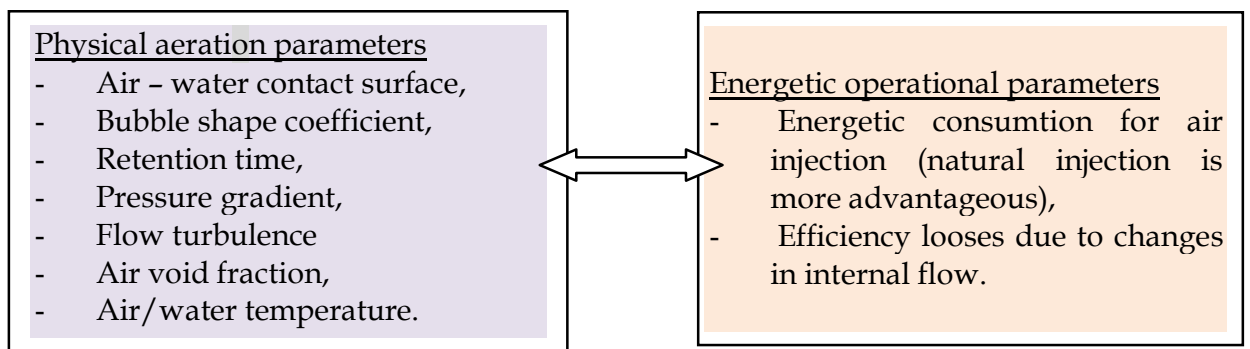 Physical aeration parameters
- Air – water contact surface,
- Bubble shape coefficient,
- Retention time,
- Pressure gradient,
- Flow turbulence
- Air void fraction,
- Air/water temperature.
Energetic operational parameters
- Energetic consumtion for air
injection (natural injection is
more advantageous),
- Efficiency looses due to changes
in internal flow.